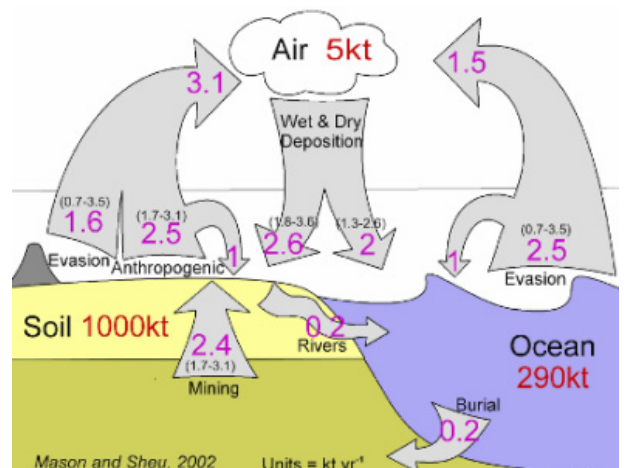 Air 5kt
3.1
1.5
Wet & Dry
Deposition
(0.7-3.5)
1.6
(1.7-3.1)
2.5
1
(1.8-3.6)
2.6
(1.3-2.6)
2
1
(0.7-3.5)
2.5
Evasion
Anthropogenic
Evasion
Soil 1000kt
0.2
Rivers
2.4
(1.7-3.1)
Mining
Ocean
290kt
Burial
0.2
Mason and Sheu, 2002
Units = kt yr⁻¹